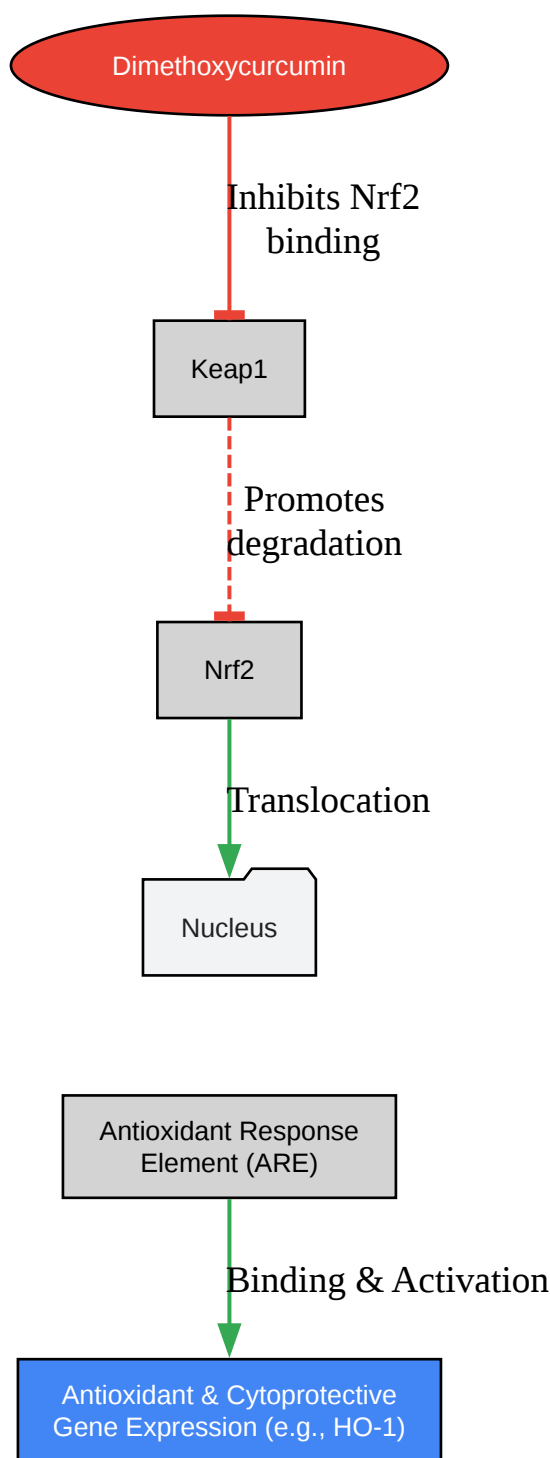 Dimethoxycurcumin
Inhibits Nrf2
binding
Keap1
Promotes
degradation
Nrf2
Translocation
Nucleus
Antioxidant Response
Element (ARE)
Binding & Activation
Antioxidant & Cytoprotective
Gene Expression (e.g., HO-1)